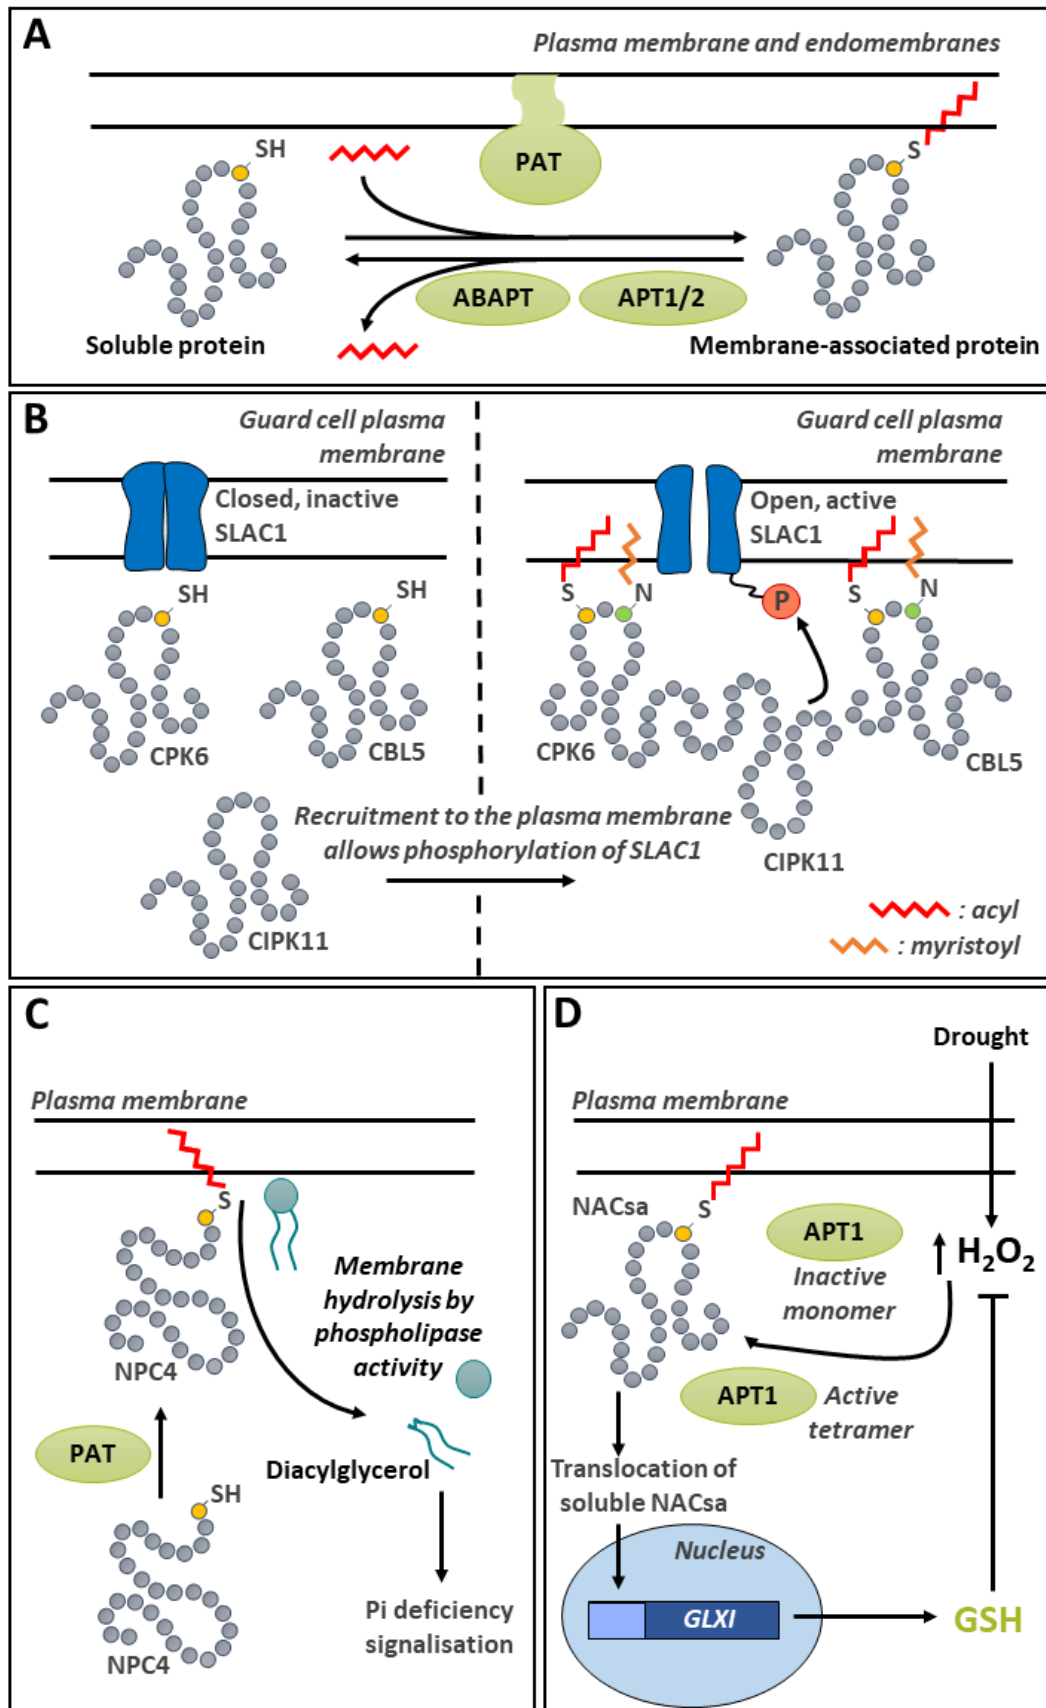 A
Plasma membrane and endomembranes
SH
PAT
S
ABAPT
APT1/2
Soluble protein
Membrane-associated protein
B
Guard cell plasma
membrane
Closed, inactive
SLAC1
SH
SH
CPK6
CBL5
CIPK11
Guard cell plasma
membrane
Open, active
SLAC1
S
N
P
S
N
CPK6
CBL5
CIPK11
Recruitment to the plasma membrane
allows phosphorylation of SLAC1
: acyl
: myristoyl
C
Plasma membrane
S
Membrane
hydrolysis by
phospholipase
activity
NPC4
PAT
Diacylglycerol
SH
NPC4
Pi deficiency
signalisation
D
Drought
Plasma membrane
NACsa
S
APT1
Inactive
monomer
H₂O₂
APT1
Active
tetramer
Translocation of
soluble NACsa
Nucleus
GLXI
GSH